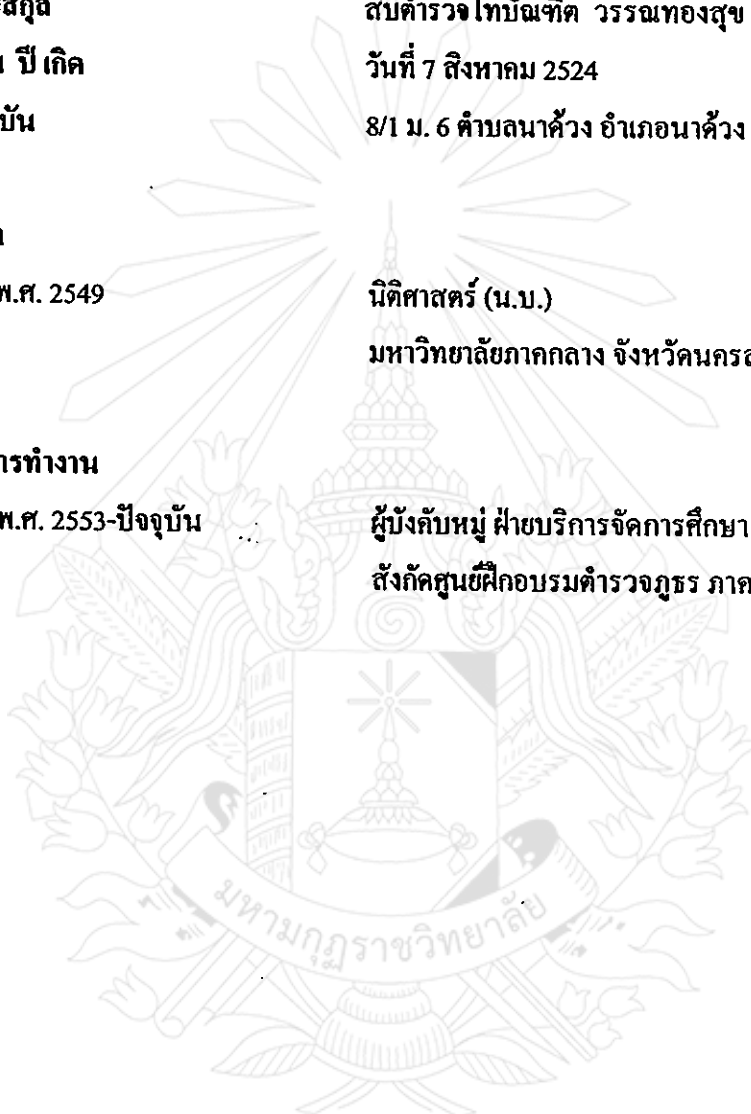 ะสกุล สิบตำรวจโทบัณฑิต วรรณทองสุข
น ปี เกิด วันที่ 7 สิงหาคม 2524
บัน 8/1 ม. 6 ตำบลนาด้วง อำเภอนาด้วง
า
พ.ศ. 2549 นิติศาสตร์ (น.บ.)
มหาวิทยาลัยภาคกลาง จังหวัดนครส
ารทำงาน
พ.ศ. 2553-ปัจจุบัน ผู้บังคับหมู่ ฝ่ายบริการจัดการศึกษา
สังกัดศูนย์ฝึกอบรมตำรวจภูธร ภาค
มหามกุฏราชวิทยาลัย